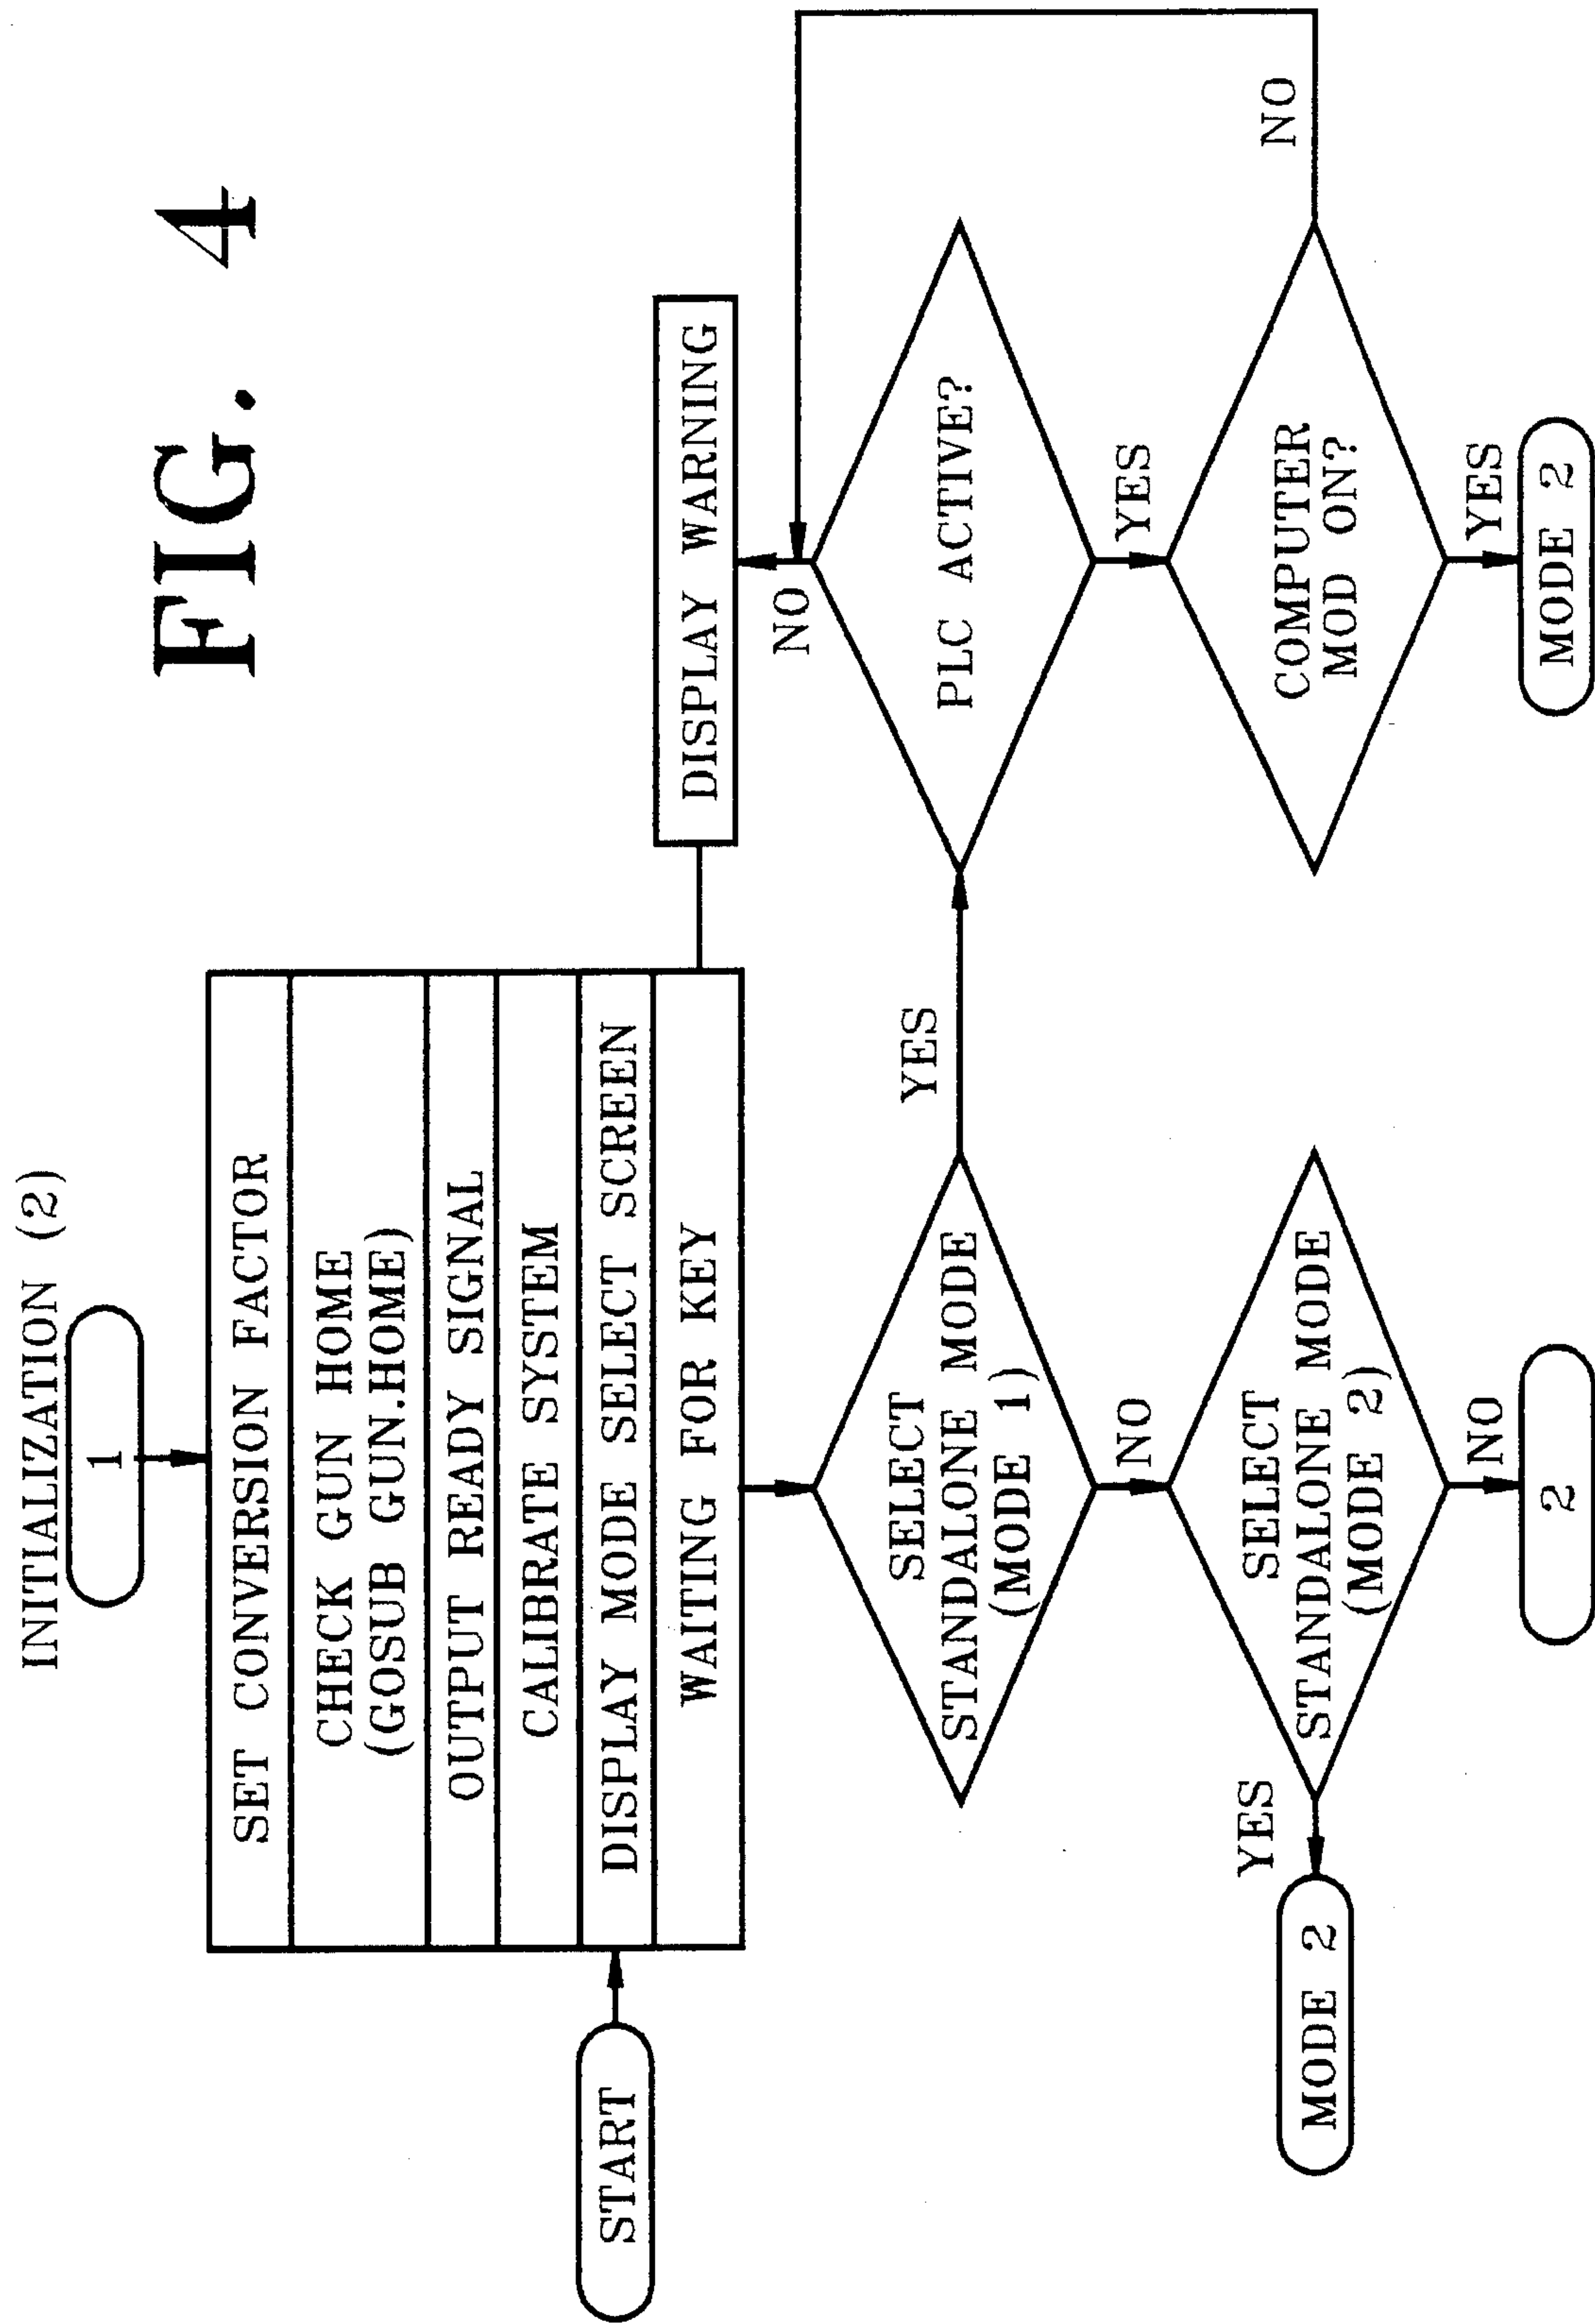 FIG. 4
INITIALIZATION (2)
1
SET CONVERSION FACTOR
CHECK GUN HOME
(GOSUB GUN.HOME)
OUTPUT READY SIGNAL
CALIBRATE SYSTEM
START
DISPLAY MODE SELECT SCREEN
WAITING FOR KEY
DISPLAY WARNING
NO
SELECT
STANDALONE MODE
(MODE 1)
YES
PLC ACTIVE?
NO
YES
NO
YES
SELECT
STANDALONE MODE
(MODE 2)
COMPUTER
MOD ON?
MODE 2
NO
YES
2
MODE 2